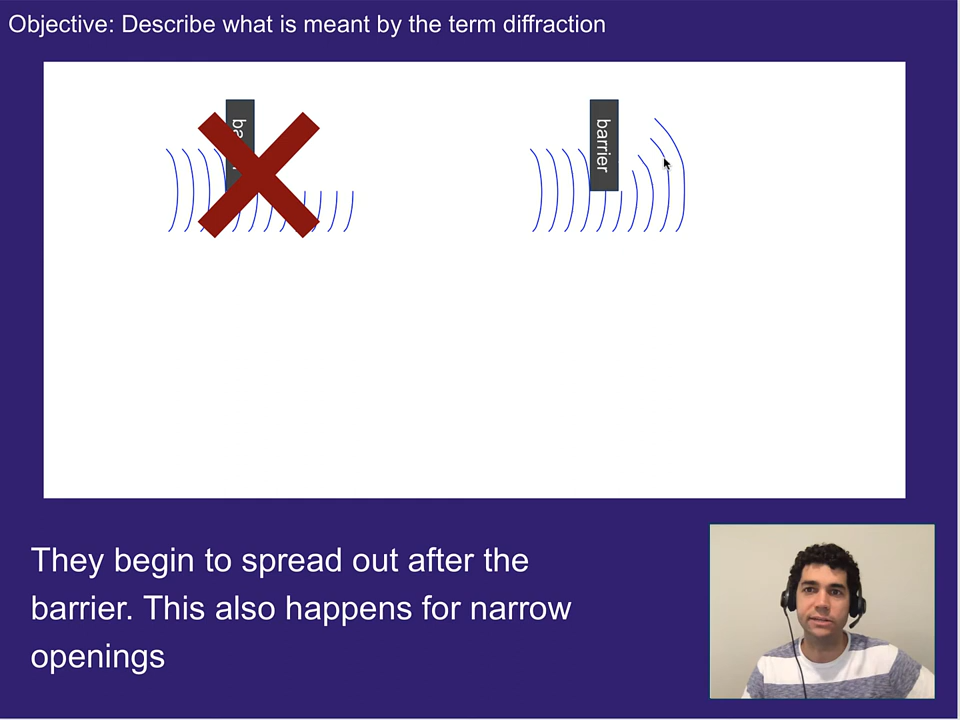 Objective: Describe what is meant by the term diffraction
barrier
They begin to spread out after the
barrier. This also happens for narrow
openings